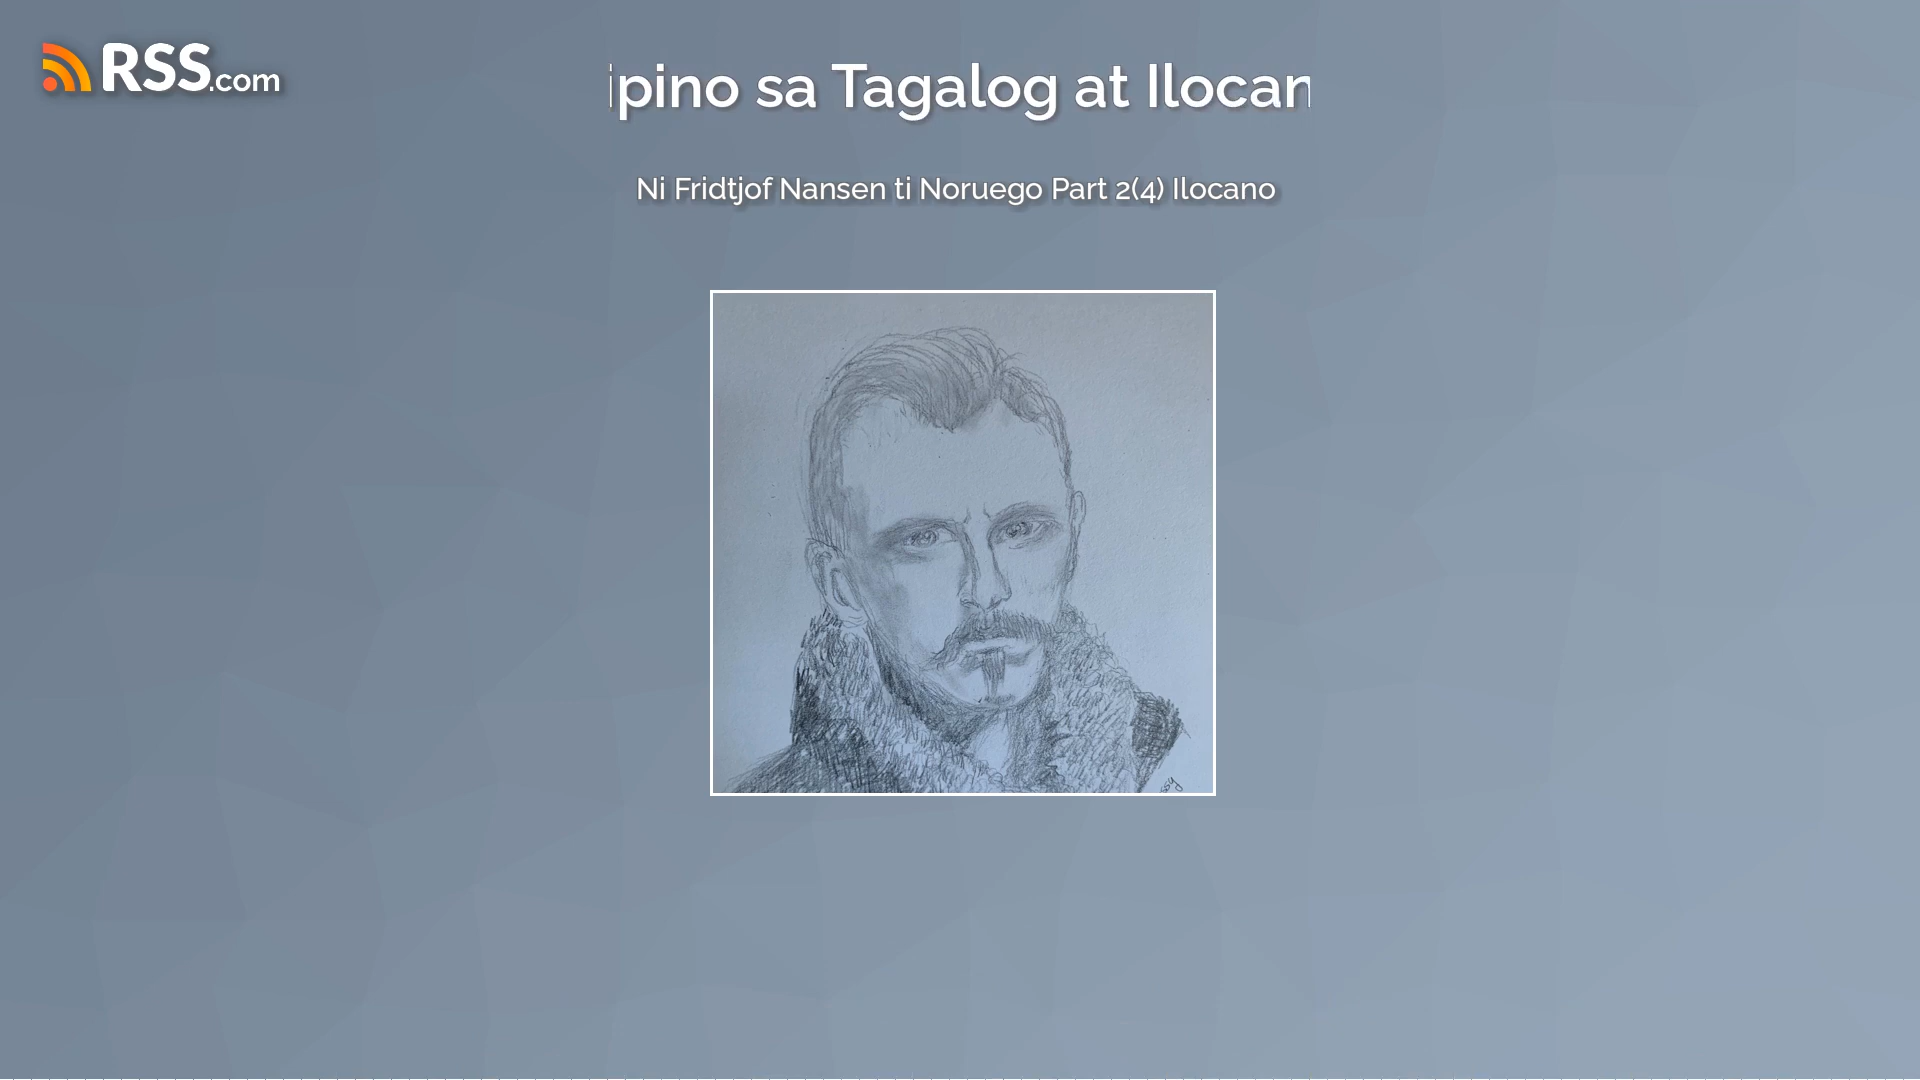 RSS.com
ipino sa Tagalog at Ilocan
Ni Fridtjof Nansen ti Noruego Part 2(4) Ilocano